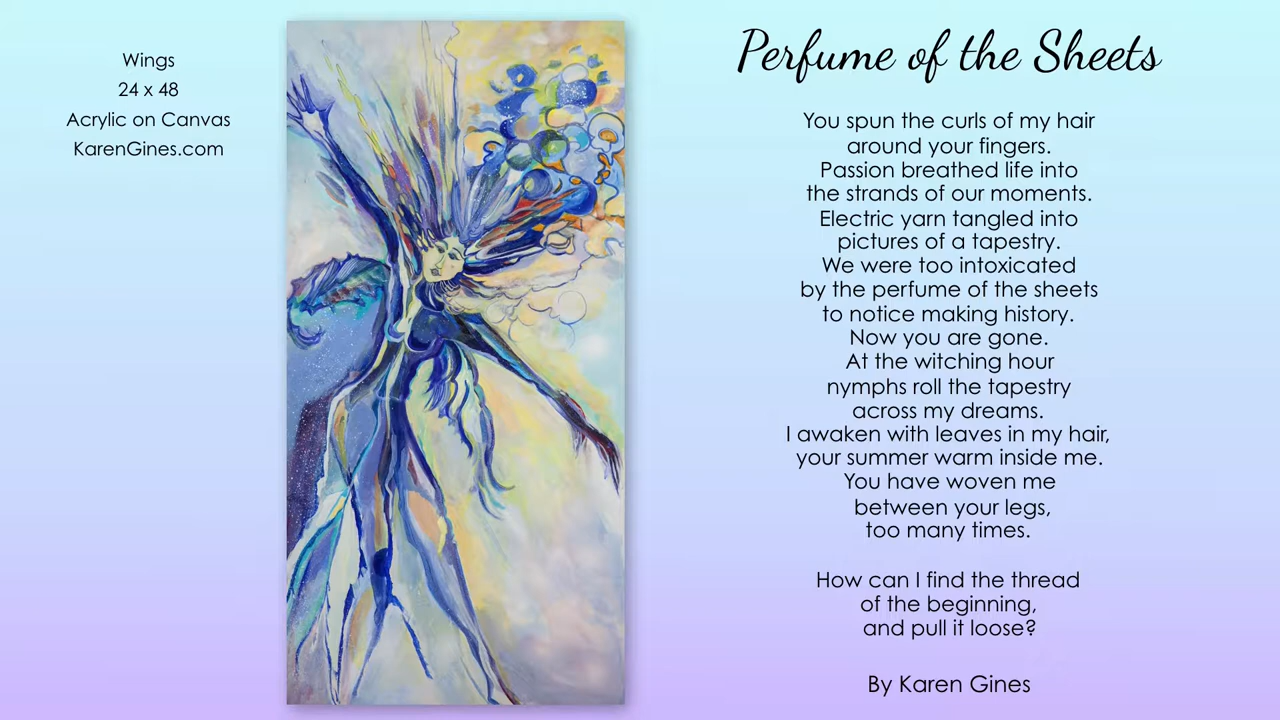 Wings
24 x 48
Acrylic on Canvas
KarenGines.com
Perfume of the Sheets
You spun the curls of my hair
around your fingers.
Passion breathed life into
the strands of our moments.
Electric yarn tangled into
pictures of a tapestry.
We were too intoxicated
by the perfume of the sheets
to notice making history.
Now you are gone.
At the witching hour
nymphs roll the tapestry
across my dreams.
I awaken with leaves in my hair,
your summer warm inside me.
You have woven me
between your legs,
too many times.
How can I find the thread
of the beginning,
and pull it loose?
By Karen Gines